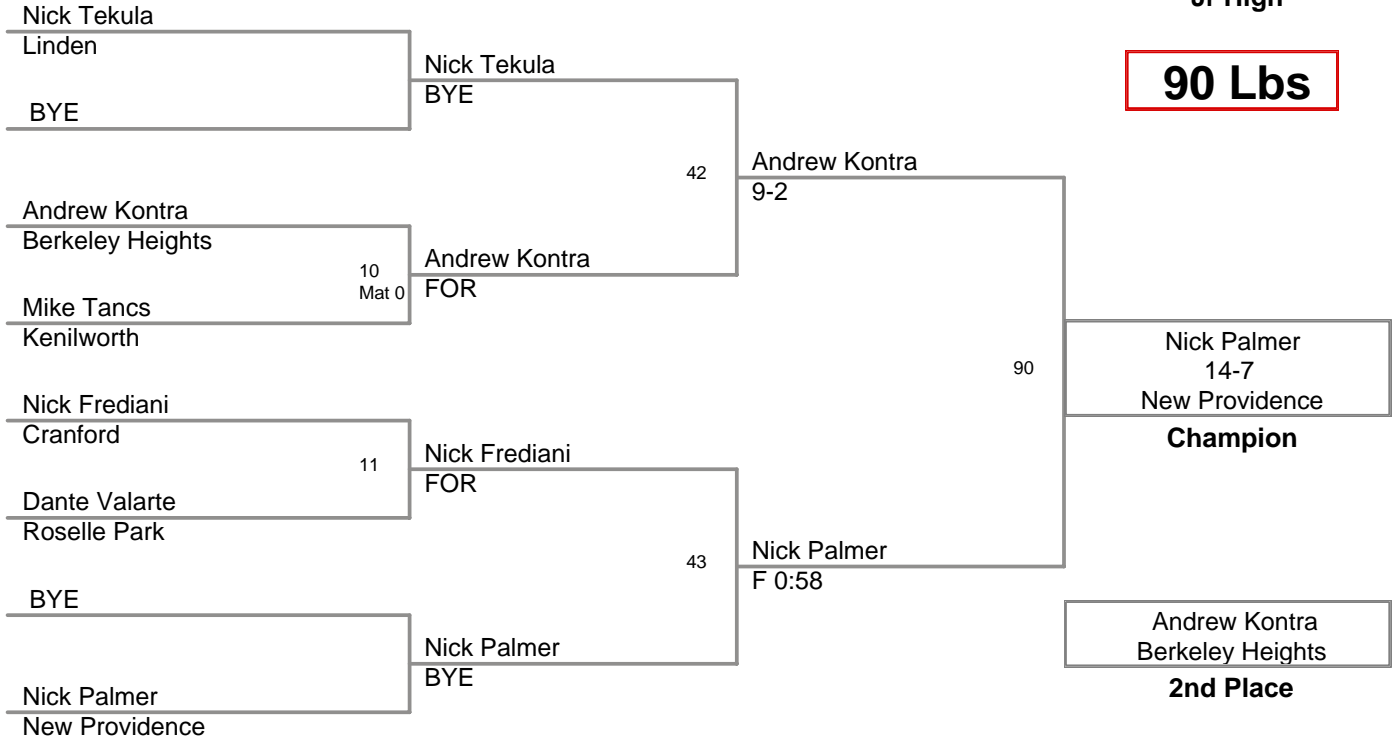 Jr High
90 Lbs
Nick Tekula
Linden
BYE
Nick Tekula
BYE
Andrew Kontra
Berkeley Heights
10
Mat 0
Mike Tancs
Kenilworth
Andrew Kontra
FOR
42
Andrew Kontra
9-2
Nick Frediani
Cranford
11
Dante Valarte
Roselle Park
Nick Frediani
FOR
BYE
Nick Palmer
New Providence
Nick Palmer
BYE
43
Nick Palmer
F 0:58
90
Nick Palmer
14-7
New Providence
Champion
Andrew Kontra
Berkeley Heights
2nd Place